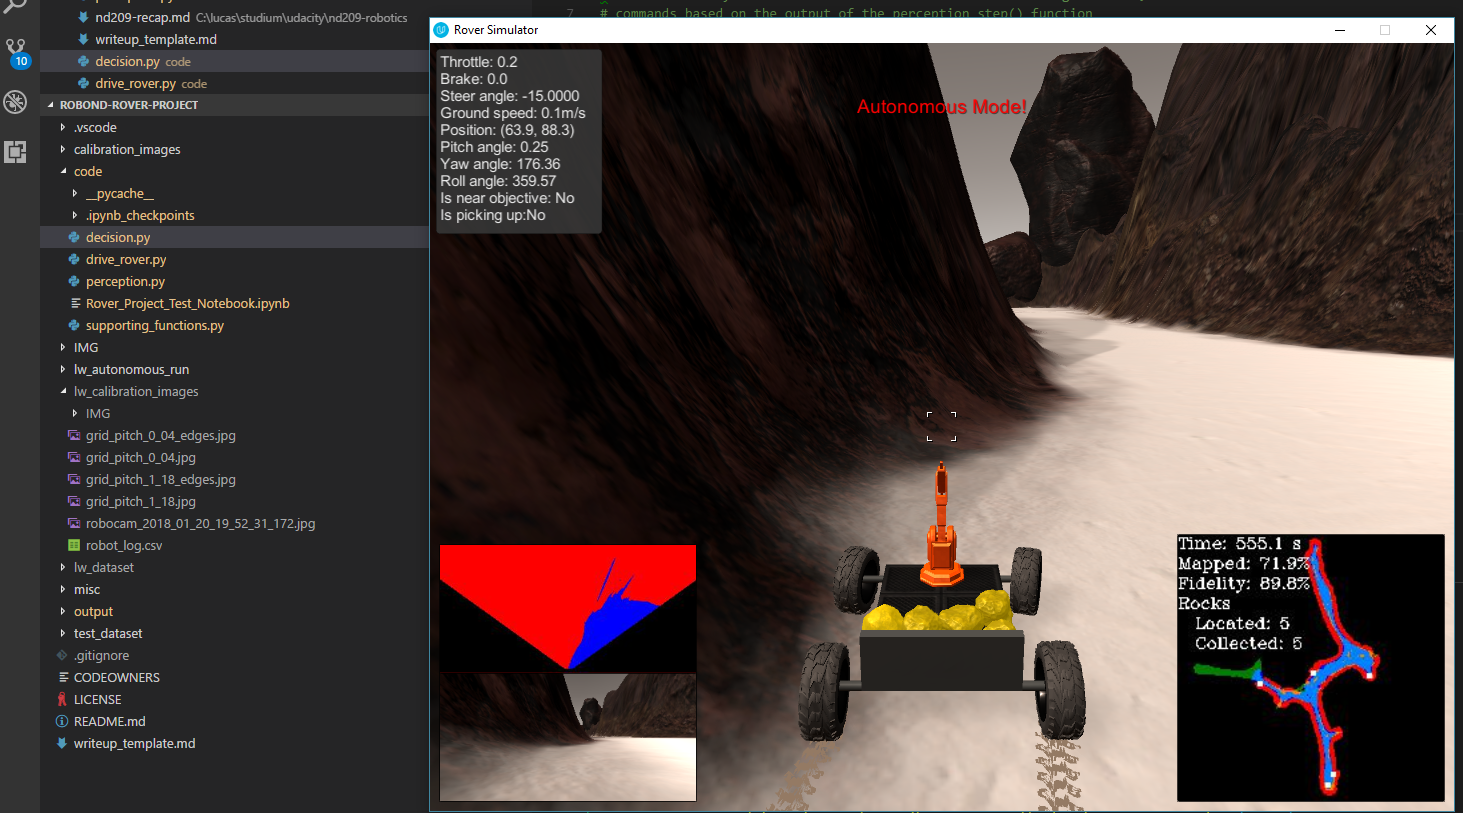 nd209-recap.md C:\lucas\studium\udacity\nd209-robotics
writeup_template.md
decision.py code
drive_rover.py code
ROBOND-ROVER-PROJECT
.vscode
calibration_images
code
__pycache__
.ipynb_checkpoints
decision.py
drive_rover.py
perception.py
Rover_Project_Test_Notebook.ipynb
supporting_functions.py
IMG
lw_autonomous_run
lw_calibration_images
IMG
grid_pitch_0_04_edges.jpg
grid_pitch_0_04.jpg
grid_pitch_1_18_edges.jpg
grid_pitch_1_18.jpg
robocam_2018_01_20_19_52_31_172.jpg
robot_log.csv
lw_dataset
misc
output
test_dataset
.gitignore
CODEOWNERS
LICENSE
README.md
writeup_template.md
10
7 # commands based on the output of the perception_step() function
Rover Simulator
Throttle: 0.2
Brake: 0.0
Steer angle: -15.0000
Ground speed: 0.1m/s
Position: (63.9, 88.3)
Pitch angle: 0.25
Yaw angle: 176.36
Roll angle: 359.57
Is near objective: No
Is picking up:No
Autonomous Mode!
Time: 555.1 s
Mapped: 71.9%
Fidelity: 89.8%
Rocks
Located: 5
Collected: 5